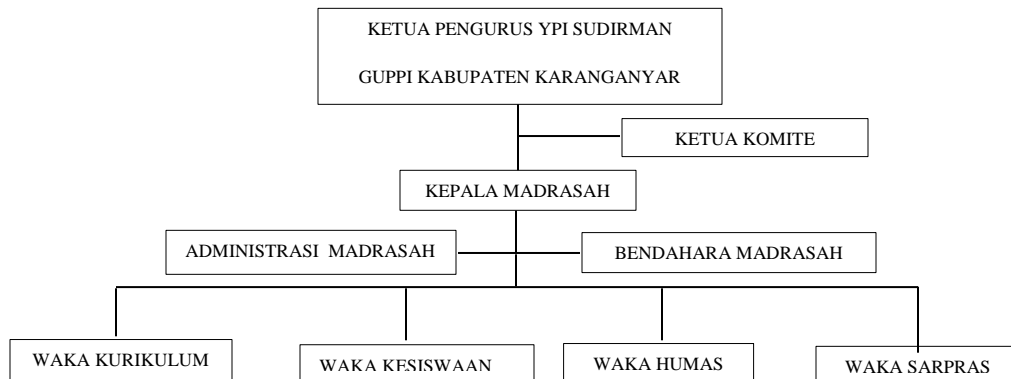 KETUA PENGURUS YPI SUDIRMAN
GUPPI KABUPATEN KARANGANYAR
KETUA KOMITE
KEPALA MADRASAH
ADMINISTRASI MADRASAH
BENDAHARA MADRASAH
WAKA KURIKULUM
WAKA KESISWAAN
WAKA HUMAS
WAKA SARPRAS